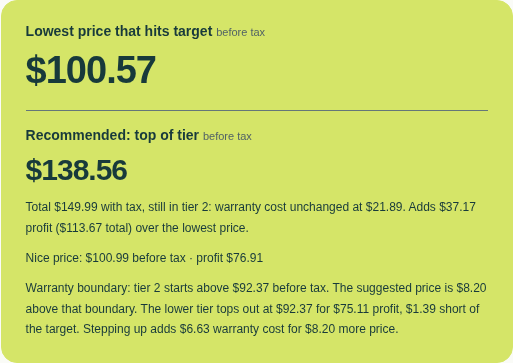 Lowest price that hits target before tax
$100.57
Recommended: top of tier before tax
$138.56
Total $149.99 with tax, still in tier 2: warranty cost unchanged at $21.89. Adds $37.17
profit ($113.67 total) over the lowest price.
Nice price: $100.99 before tax · profit $76.91
Warranty boundary: tier 2 starts above $92.37 before tax. The suggested price is $8.20
above that boundary. The lower tier tops out at $92.37 for $75.11 profit, $1.39 short of
the target. Stepping up adds $6.63 warranty cost for $8.20 more price.